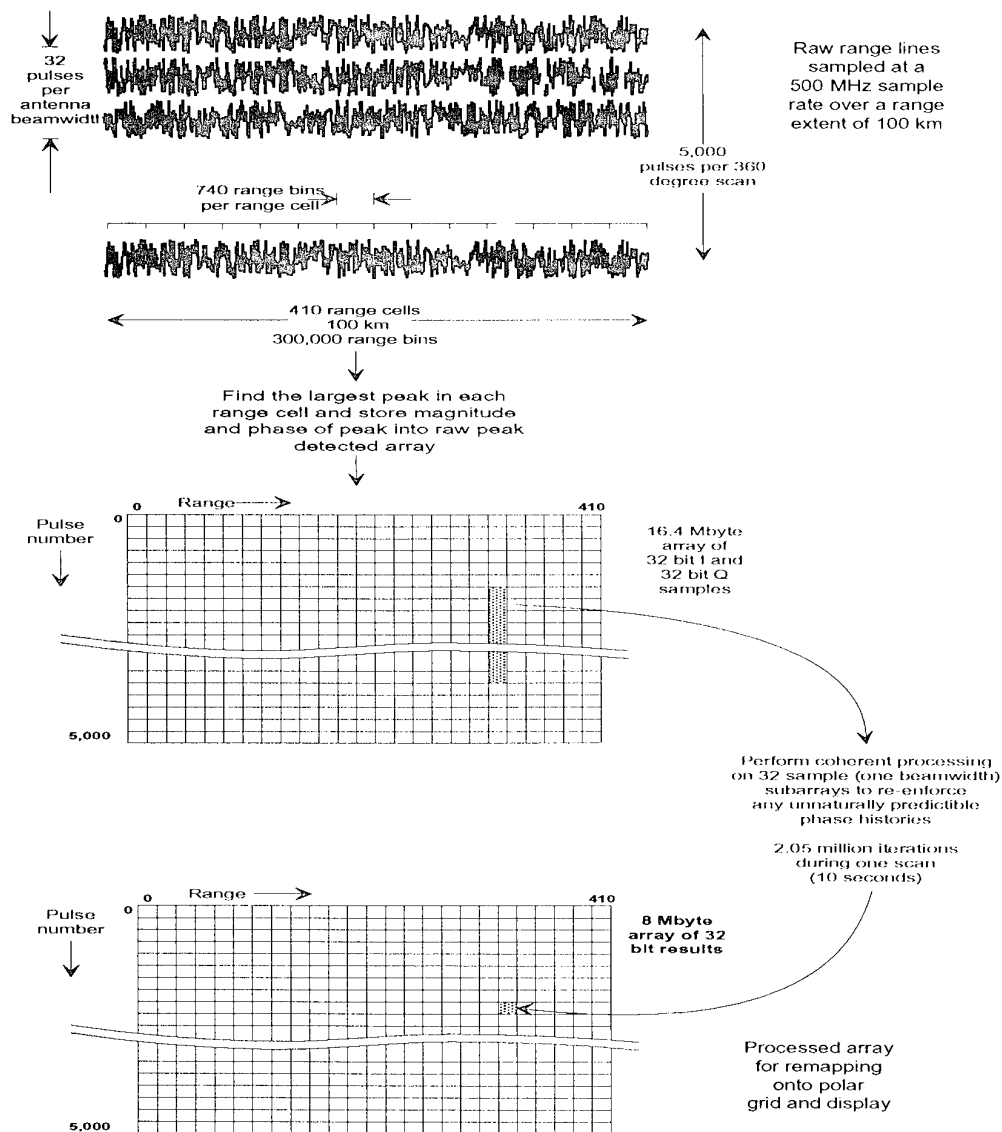 32
pulses
per
antenna
beamwidth
Raw range lines
sampled at a
500 MHz sample
rate over a range
extent of 100 km
5,000
pulses per 360
degree scan
740 range bins
per range cell
410 range cells
100 km
300,000 range bins
Find the largest peak in each
range cell and store magnitude
and phase of peak into raw peak
detected array
0 Range 410
Pulse
number
0
5,000
16.4 Mbyte
array of
32 bit I and
32 bit Q
samples
Perform coherent processing
on 32 sample (one beamwidth)
subarrays to re-enforce
any unnaturally predictible
phase histories
2.05 million iterations
during one scan
(10 seconds)
0 Range 410
Pulse
number
0
5,000
8 Mbyte
array of 32
bit results
Processed array
for remapping
onto polar
grid and display